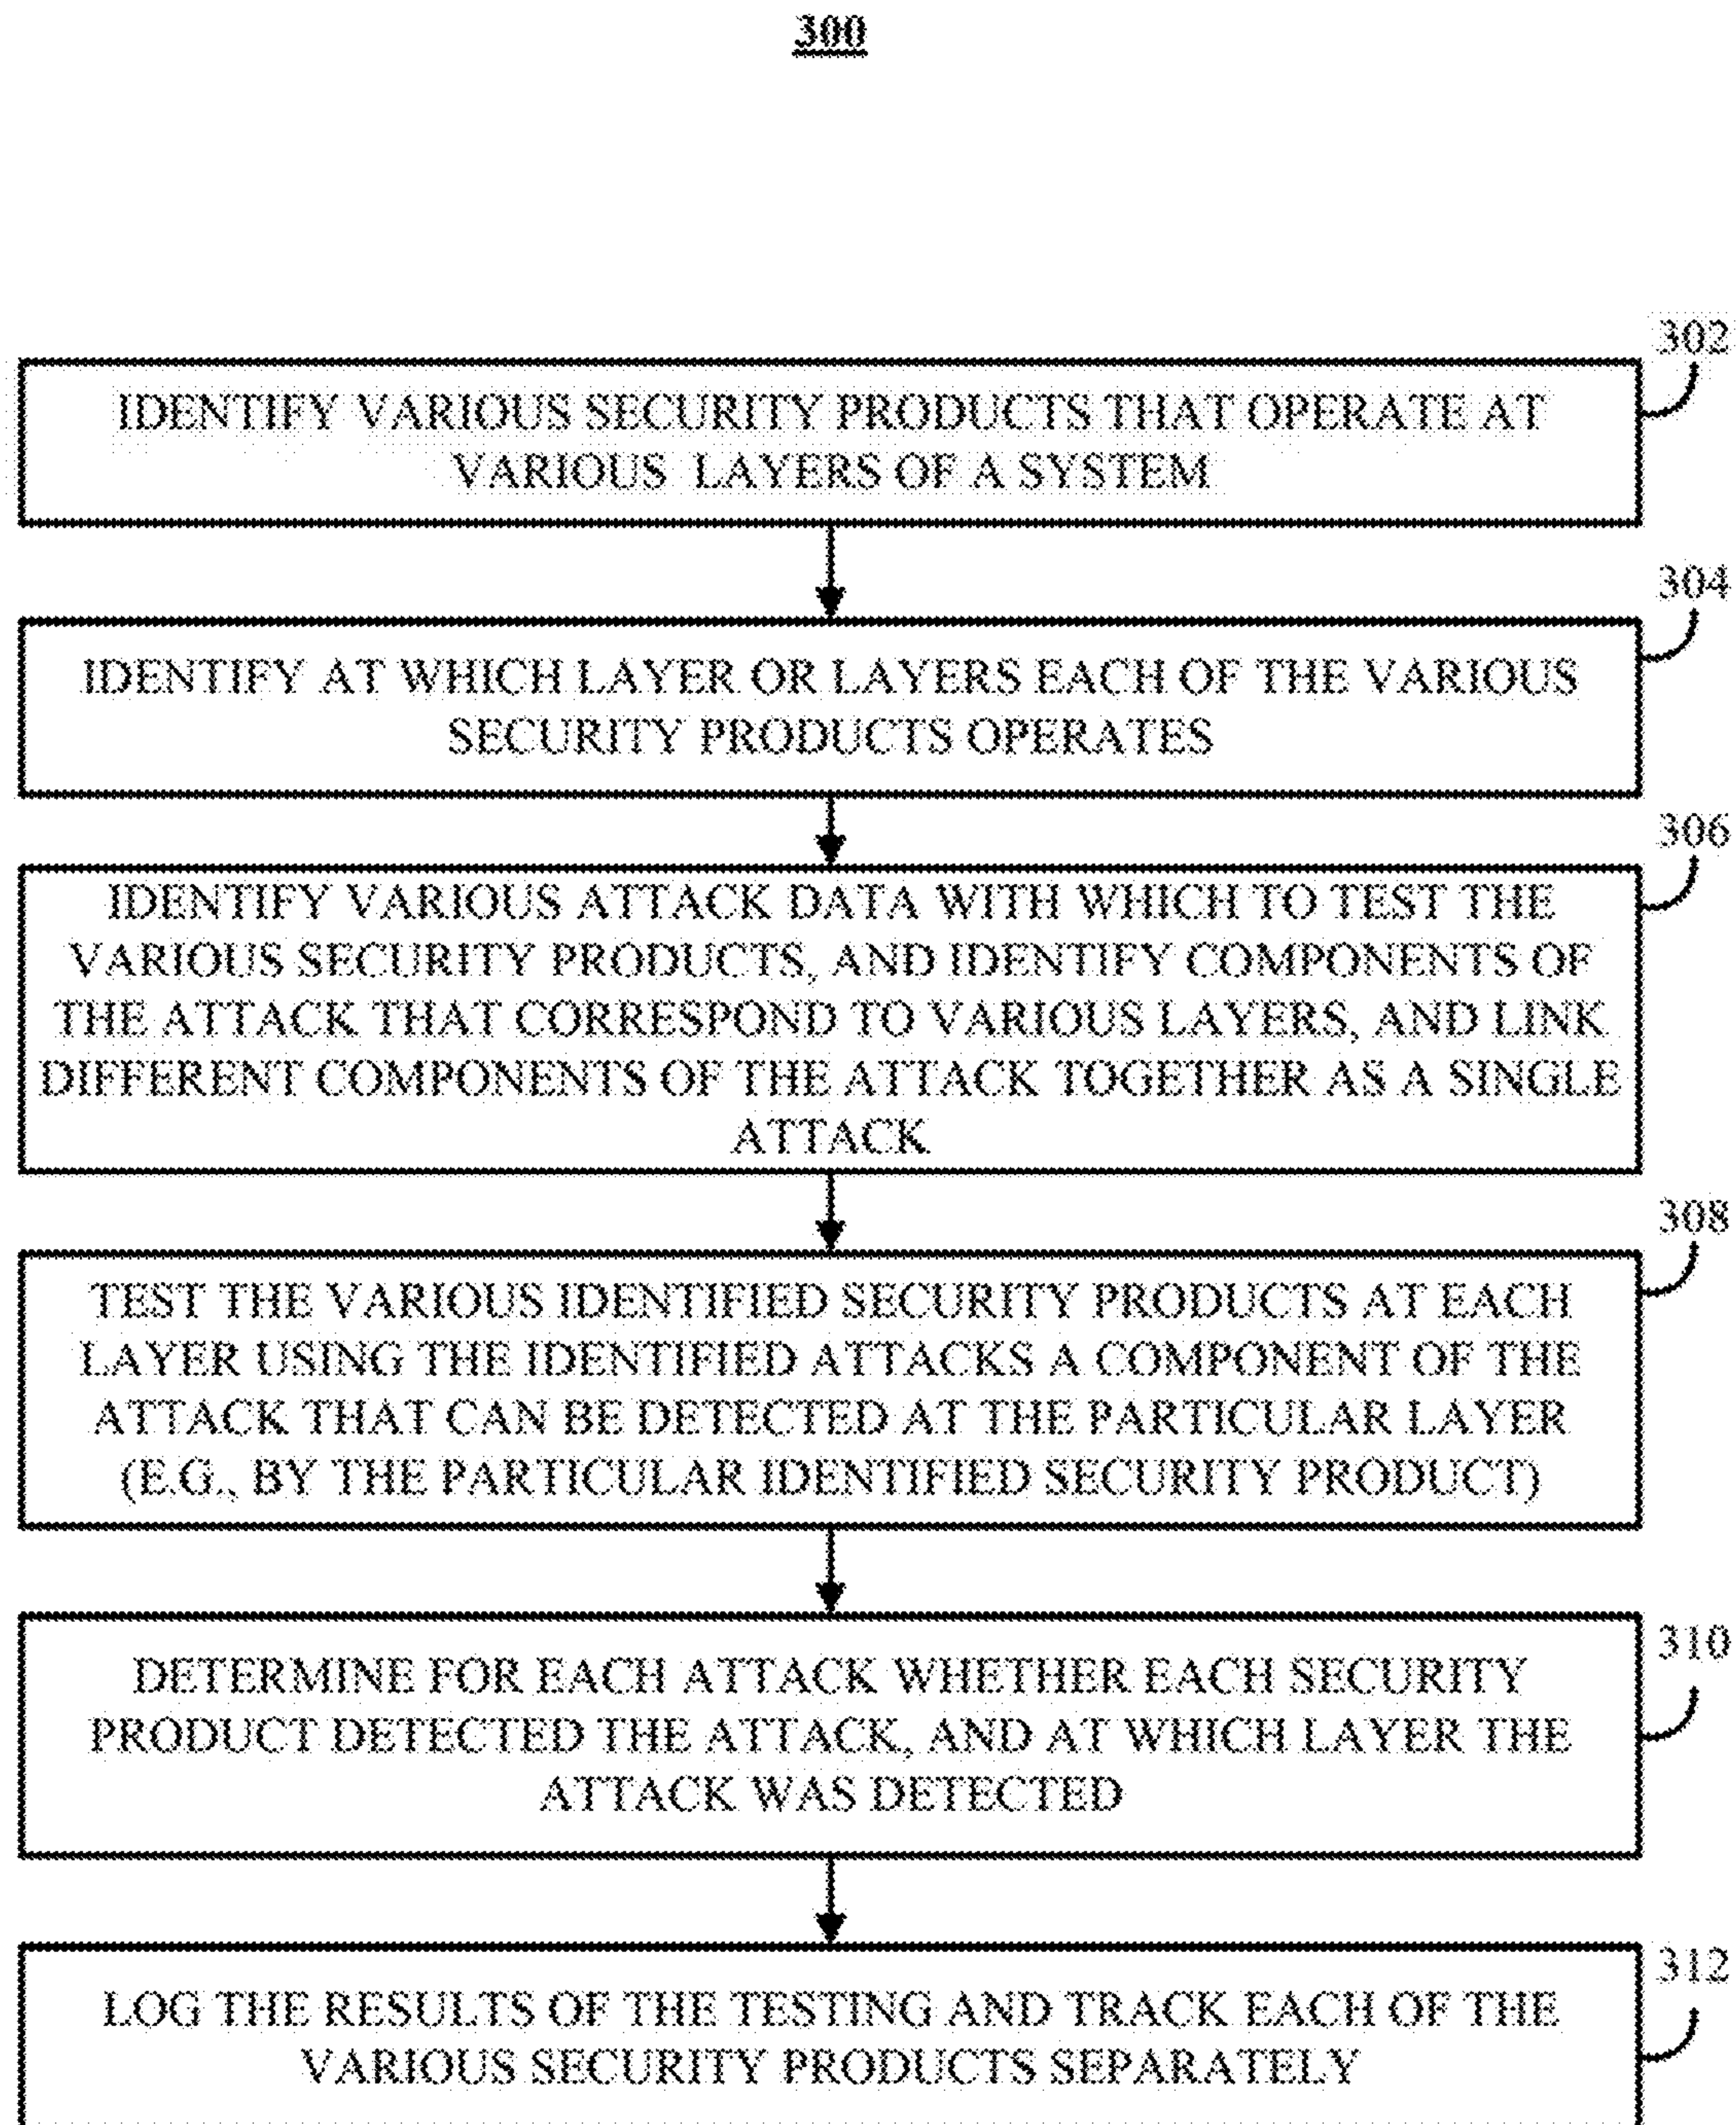 300
302
IDENTIFY VARIOUS SECURITY PRODUCTS THAT OPERATE AT
VARIOUS LAYERS OF A SYSTEM
304
IDENTIFY AT WHICH LAYER OR LAYERS EACH OF THE VARIOUS
SECURITY PRODUCTS OPERATES
306
IDENTIFY VARIOUS ATTACK DATA WITH WHICH TO TEST THE
VARIOUS SECURITY PRODUCTS, AND IDENTIFY COMPONENTS OF
THE ATTACK THAT CORRESPOND TO VARIOUS LAYERS, AND LINK
DIFFERENT COMPONENTS OF THE ATTACK TOGETHER AS A SINGLE
ATTACK
308
TEST THE VARIOUS IDENTIFIED SECURITY PRODUCTS AT EACH
LAYER USING THE IDENTIFIED ATTACKS A COMPONENT OF THE
ATTACK THAT CAN BE DETECTED AT THE PARTICULAR LAYER
(E.G., BY THE PARTICULAR IDENTIFIED SECURITY PRODUCT)
310
DETERMINE FOR EACH ATTACK WHETHER EACH SECURITY
PRODUCT DETECTED THE ATTACK, AND AT WHICH LAYER THE
ATTACK WAS DETECTED
312
LOG THE RESULTS OF THE TESTING AND TRACK EACH OF THE
VARIOUS SECURITY PRODUCTS SEPARATELY